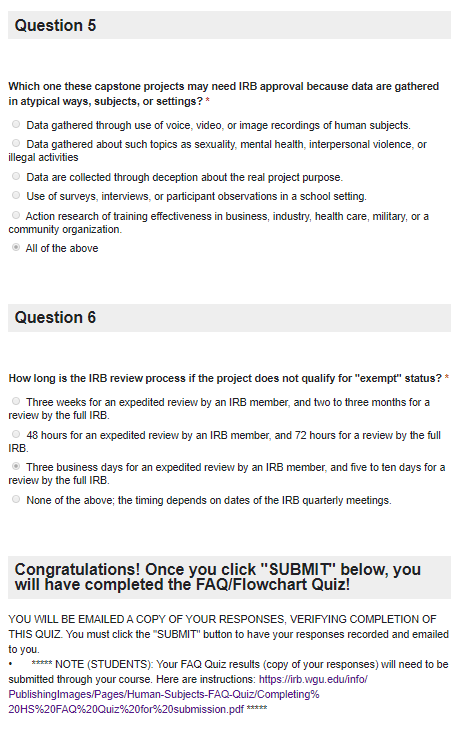 Question 5
Which one these capstone projects may need IRB approval because data are gathered
in atypical ways, subjects, or settings? *
Data gathered through use of voice, video, or image recordings of human subjects.
Data gathered about such topics as sexuality, mental health, interpersonal violence, or
illegal activities
Data are collected through deception about the real project purpose.
Use of surveys, interviews, or participant observations in a school setting.
Action research of training effectiveness in business, industry, health care, military, or a
community organization.
All of the above
Question 6
How long is the IRB review process if the project does not qualify for "exempt" status? *
Three weeks for an expedited review by an IRB member, and two to three months for a
review by the full IRB.
48 hours for an expedited review by an IRB member, and 72 hours for a review by the full
IRB.
Three business days for an expedited review by an IRB member, and five to ten days for a
review by the full IRB.
None of the above; the timing depends on dates of the IRB quarterly meetings.
Congratulations! Once you click "SUBMIT" below, you
will have completed the FAQ/Flowchart Quiz!
YOU WILL BE EMAILED A COPY OF YOUR RESPONSES, VERIFYING COMPLETION OF
THIS QUIZ. You must click the "SUBMIT" button to have your responses recorded and emailed
to you.
• ***** NOTE (STUDENTS): Your FAQ Quiz results (copy of your responses) will need to be
submitted through your course. Here are instructions: https://irb.wgu.edu/info/
PublishingImages/Pages/Human-Subjects-FAQ-Quiz/Completing%
20HS%20FAQ%20Quiz%20for%20submission.pdf *****